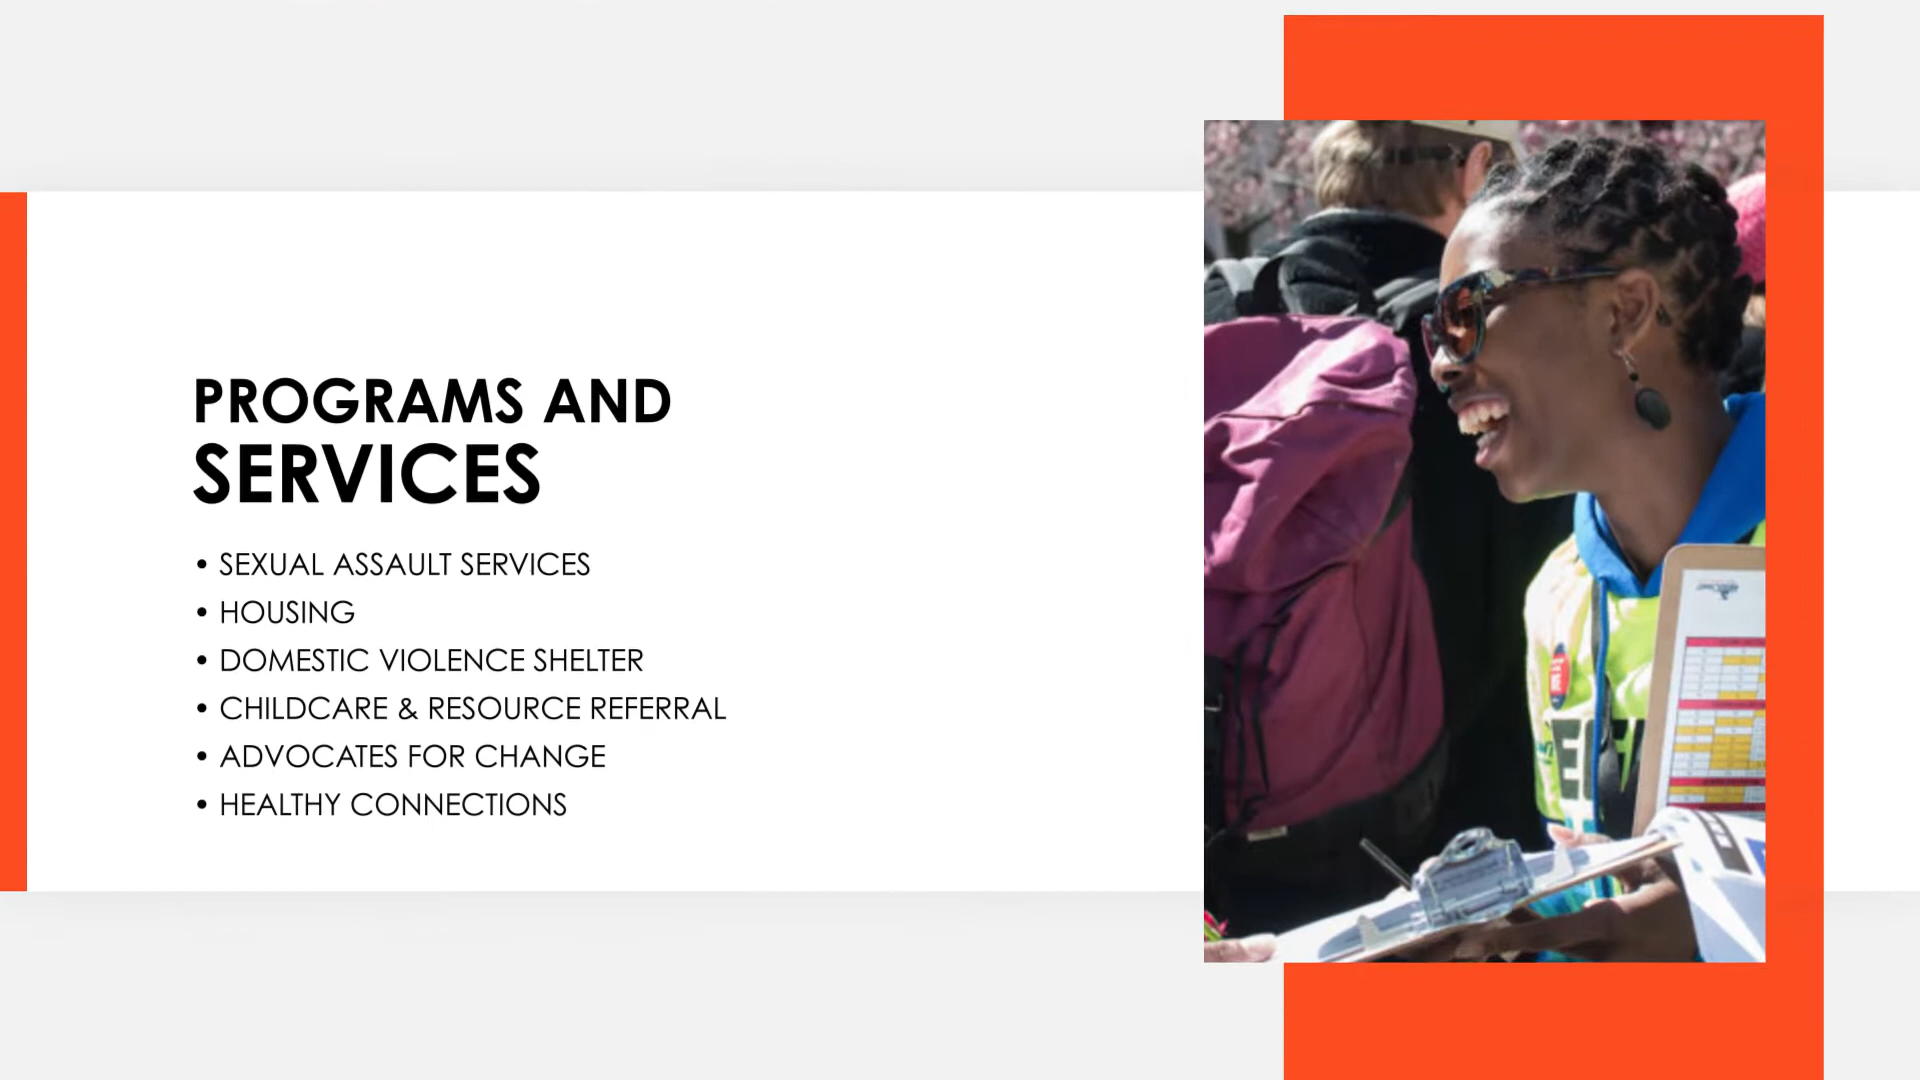 PROGRAMS AND
SERVICES
• SEXUAL ASSAULT SERVICES
• HOUSING
• DOMESTIC VIOLENCE SHELTER
• CHILDCARE & RESOURCE REFERRAL
• ADVOCATES FOR CHANGE
• HEALTHY CONNECTIONS